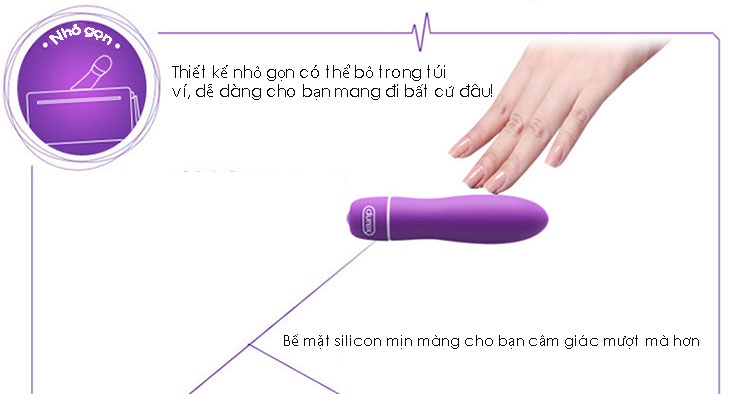 Nhỏ gọn
Thiết kế nhỏ gọn có thể bỏ trong túi
ví, dễ dàng cho bạn mang đi bất cứ đâu!
durex
Bề mặt silicon mịn màng cho bạn câm giác mượt mà hơn